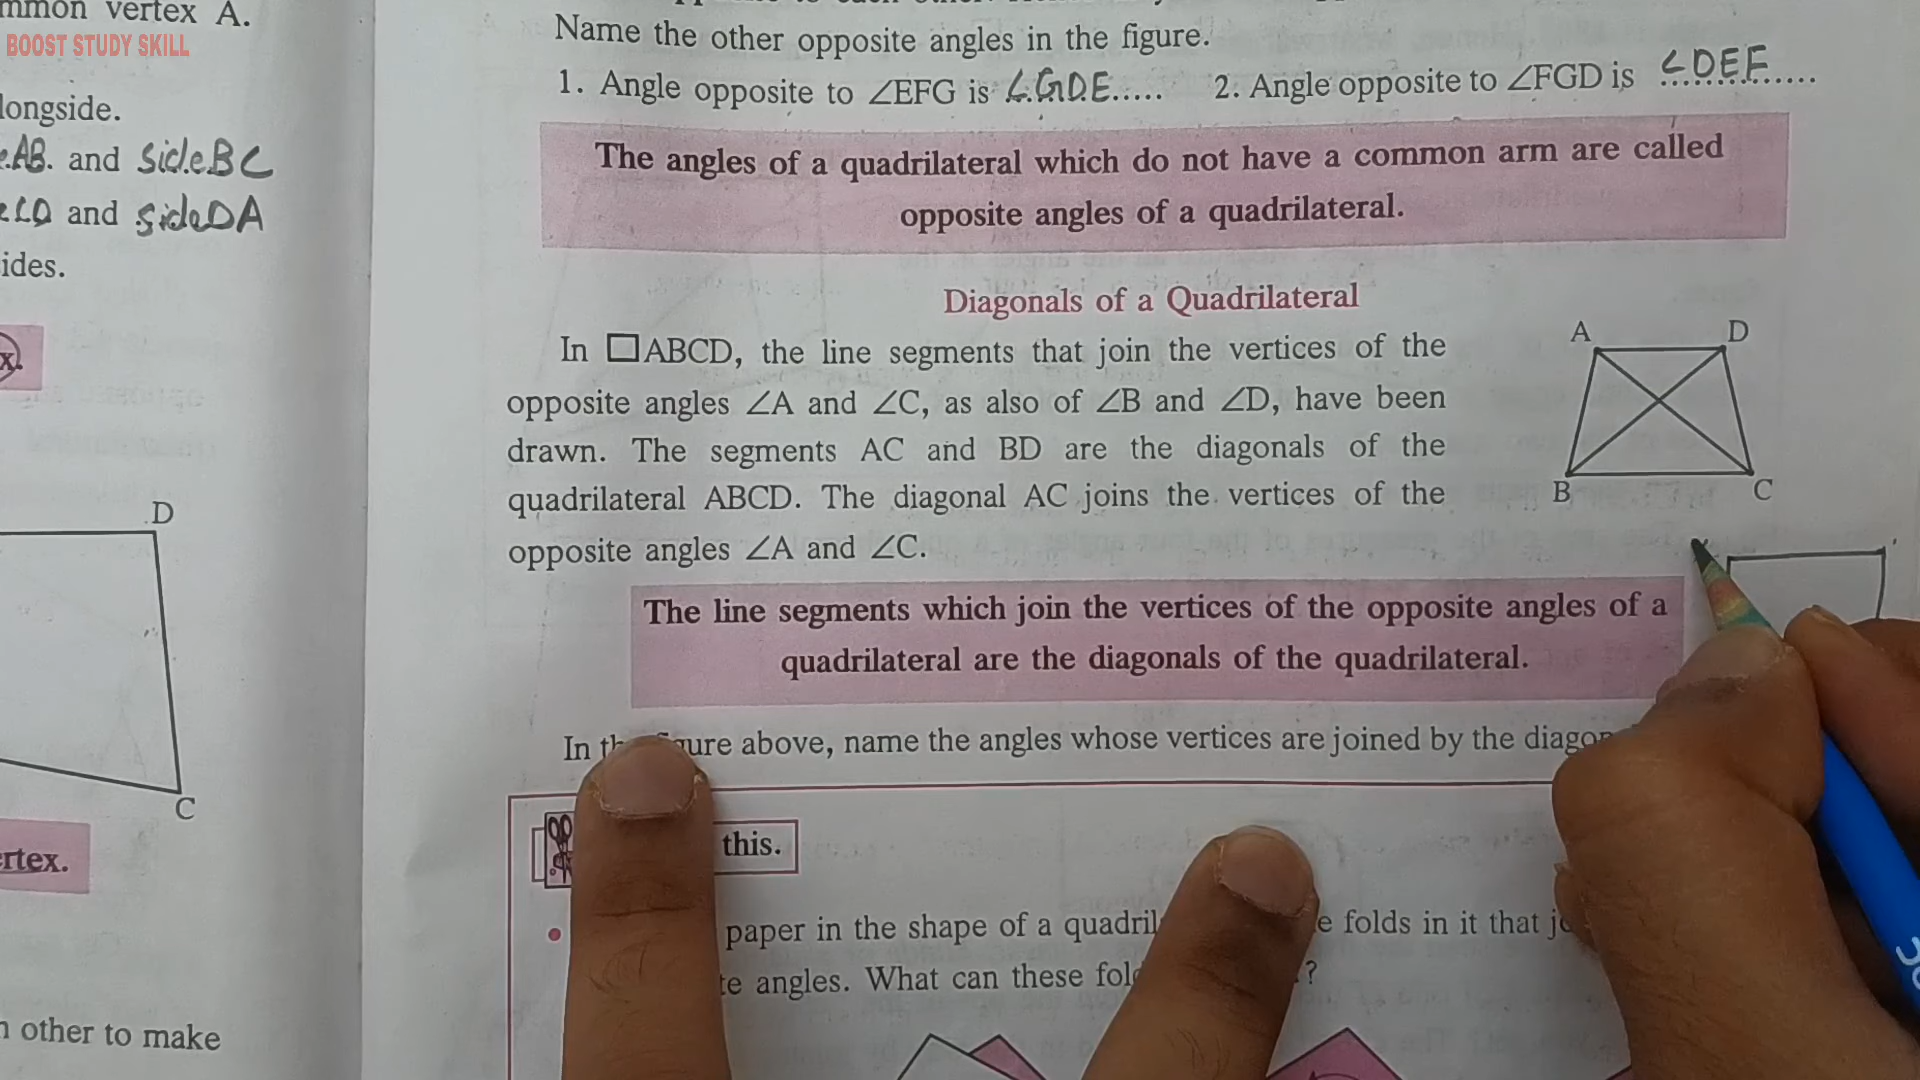 mmon vertex A.
BOOST STUDY SKILL
longside.
AB. and side BC
CD and side DA
ides.
x.
D
C
rtex.
other to make
Name the other opposite angles in the figure.
1. Angle opposite to ∠EFG is ∠GDE..... 2. Angle opposite to ∠FGD is ∠DEF
The angles of a quadrilateral which do not have a common arm are called
opposite angles of a quadrilateral.
Diagonals of a Quadrilateral
In □ABCD, the line segments that join the vertices of the
opposite angles ∠A and ∠C, as also of ∠B and ∠D, have been
drawn. The segments AC and BD are the diagonals of the
quadrilateral ABCD. The diagonal AC joins the vertices of the
opposite angles ∠A and ∠C.
A D
B C
The line segments which join the vertices of the opposite angles of a
quadrilateral are the diagonals of the quadrilateral.
In th gure above, name the angles whose vertices are joined by the diagon
this.
• paper in the shape of a quadril e folds in it that jo
te angles. What can these fol ?